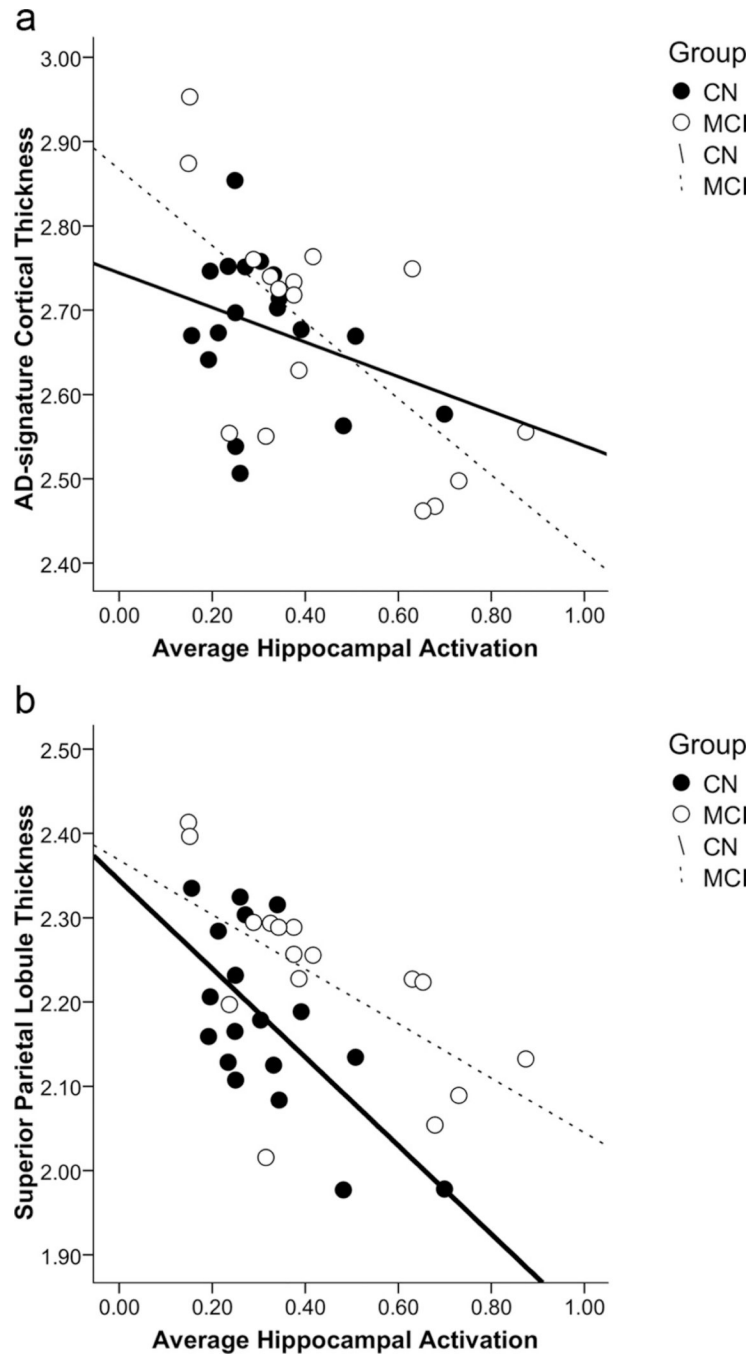 a
Group
CN
MCI
CN
MCI
AD-signature Cortical Thickness
3.00
2.90
2.80
2.70
2.60
2.50
2.40
0.00 0.20 0.40 0.60 0.80 1.00
Average Hippocampal Activation
b
Group
CN
MCI
CN
MCI
Superior Parietal Lobule Thickness
2.50
2.40
2.30
2.20
2.10
2.00
1.90
0.00 0.20 0.40 0.60 0.80 1.00
Average Hippocampal Activation